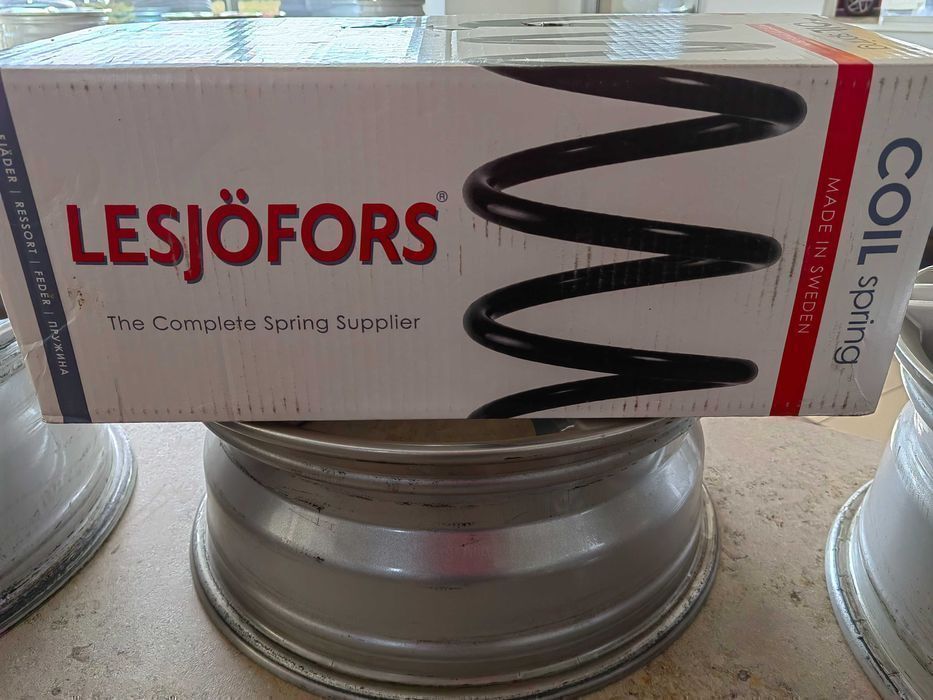 FJÄDER | RESSORT | FEDER | ПРУЖИНА
LESJÖFORS®
The Complete Spring Supplier
MADE IN SWEDEN
COIL spring